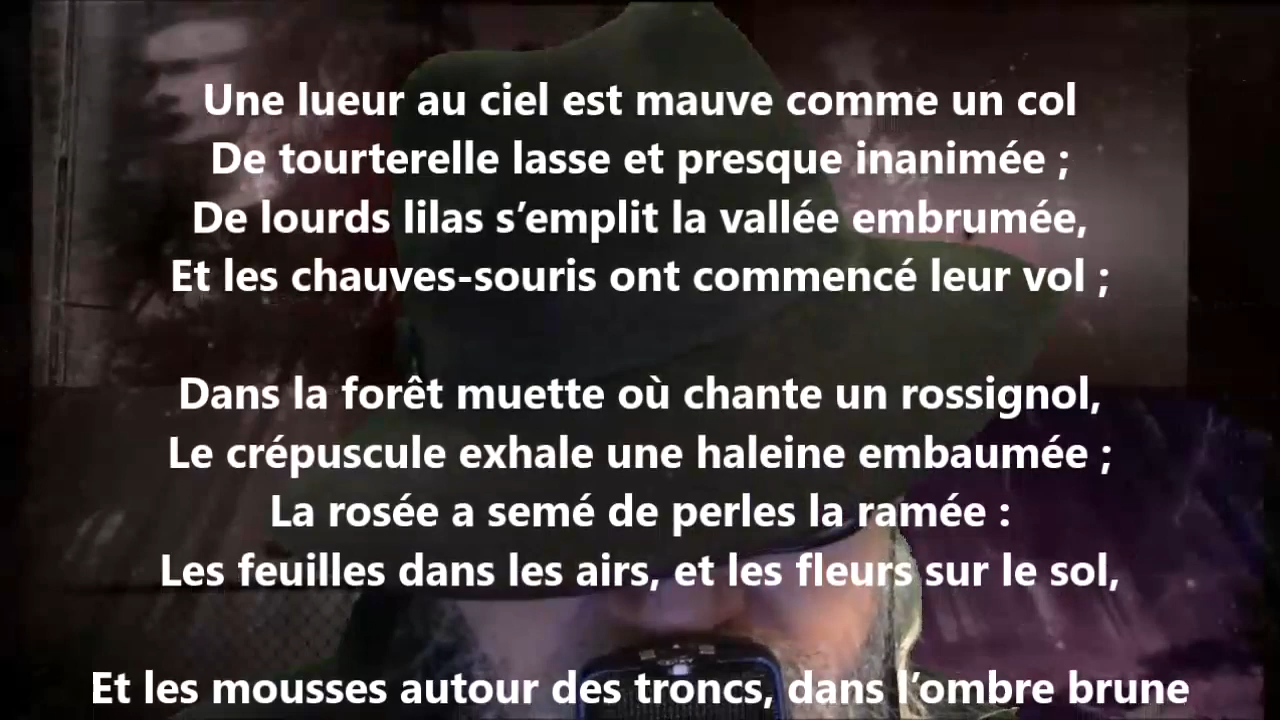 Une lueur au ciel est mauve comme un col
De tourterelle lasse et presque inanimée ;
De lourds lilas s’emplit la vallée embrumée,
Et les chauves-souris ont commencé leur vol ;
Dans la forêt muette où chante un rossignol,
Le crépuscule exhale une haleine embaumée ;
La rosée a semé de perles la ramée :
Les feuilles dans les airs, et les fleurs sur le sol,
Et les mousses autour des troncs, dans l’ombre brune